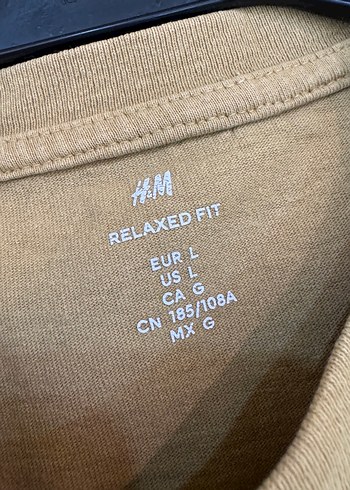 H&M
RELAXED FIT
EUR L
US L
CA G
CN 185/108A
MX G